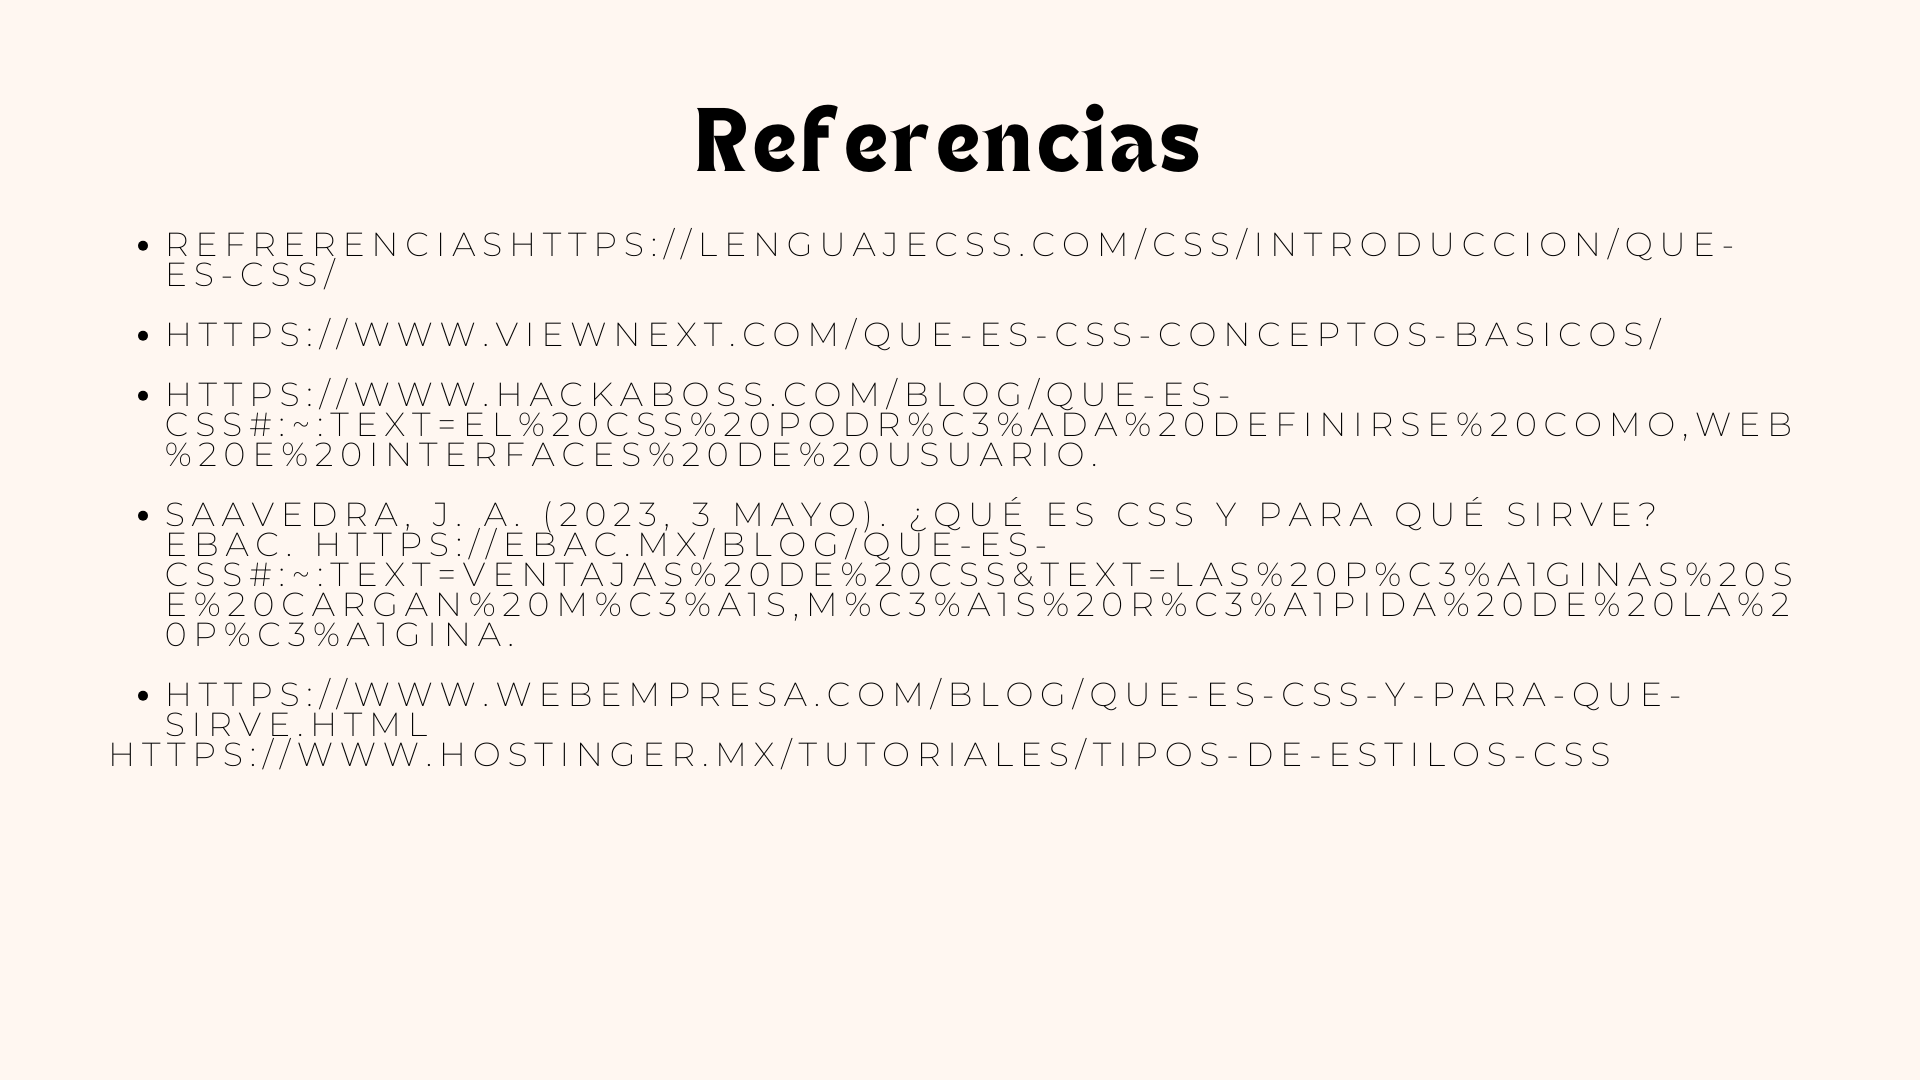 Referencias
• REFRERENCIASHTTPS://LENGUAJECSS.COM/CSS/INTRODUCCION/QUE-
ES-CSS/
• HTTPS://WWW.VIEWNEXT.COM/QUE-ES-CSS-CONCEPTOS-BASICOS/
• HTTPS://WWW.HACKABOSS.COM/BLOG/QUE-ES-
CSS#:~:TEXT=EL%20CSS%20PODR%C3%ADA%20DEFINIRSE%20COMO,WEB
%20E%20INTERFACES%20DE%20USUARIO.
• SAAVEDRA, J. A. (2023, 3 MAYO). ¿QUÉ ES CSS Y PARA QUÉ SIRVE?
EBAC. HTTPS://EBAC.MX/BLOG/QUE-ES-
CSS#:~:TEXT=VENTAJAS%20DE%20CSS&TEXT=LAS%20P%C3%A1GINAS%20S
E%20CARGAN%20M%C3%A1S,M%C3%A1S%20R%C3%A1PIDA%20DE%20LA%2
0P%C3%A1GINA.
• HTTPS://WWW.WEBEMPRESA.COM/BLOG/QUE-ES-CSS-Y-PARA-QUE-
SIRVE.HTML
HTTPS://WWW.HOSTINGER.MX/TUTORIALES/TIPOS-DE-ESTILOS-CSS